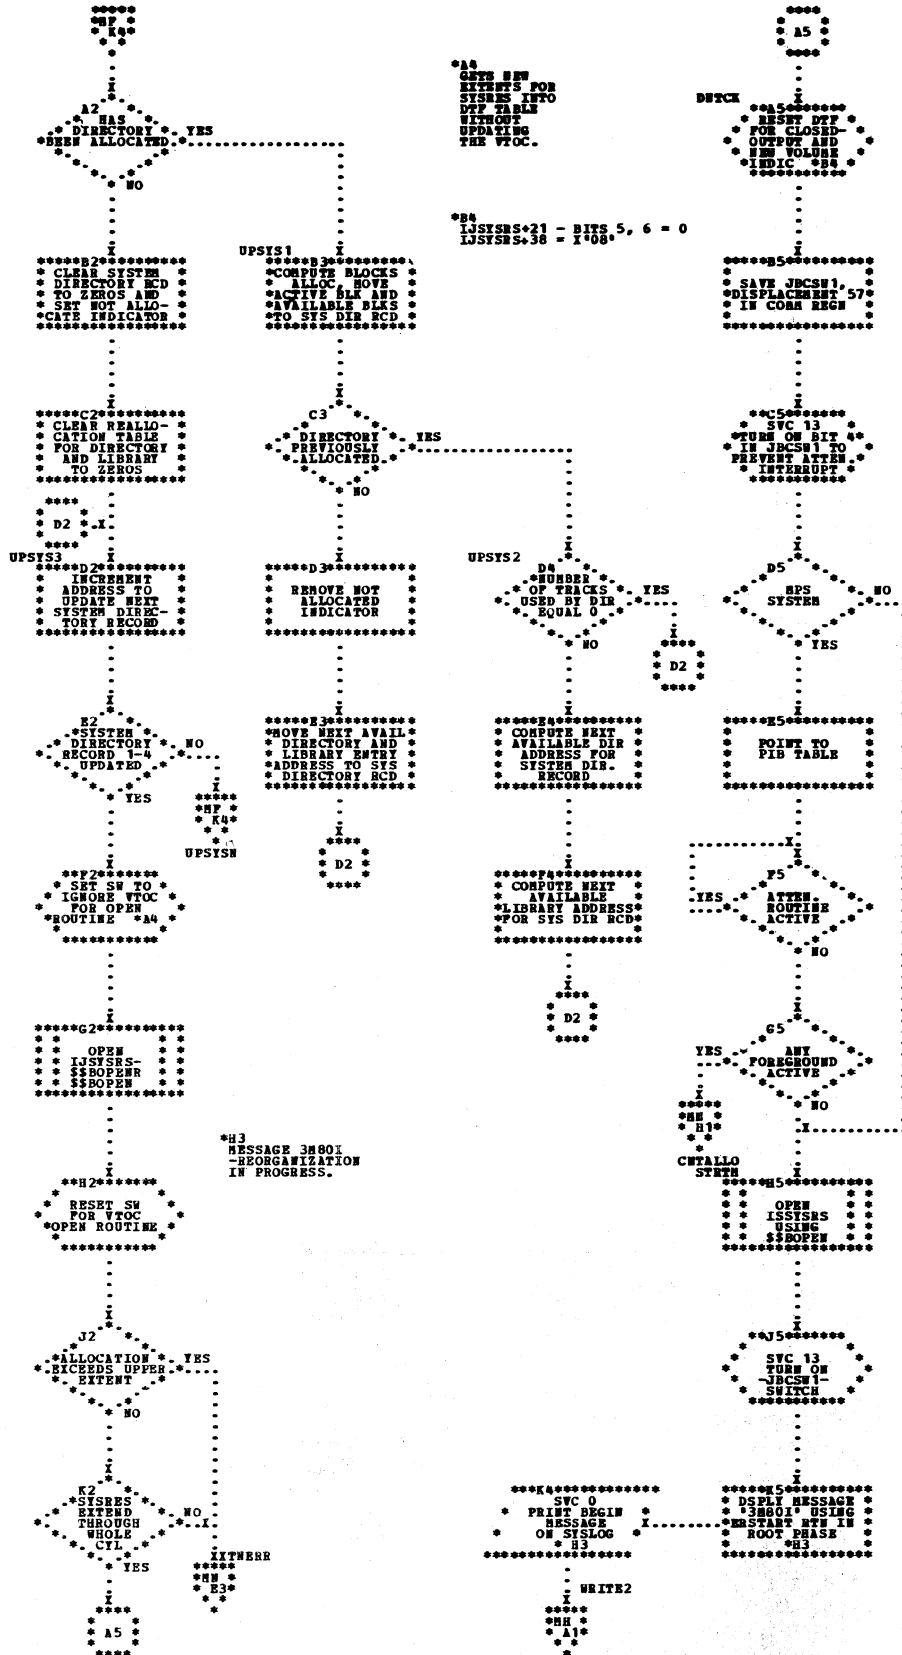 MF
K4
A2
HAS
DIRECTORY
BEEN ALLOCATED
YES
NO
B2
CLEAR SYSTEM
DIRECTORY RCD
TO ZEROS AND
SET NOT ALLO-
CATE INDICATOR
C2
CLEAR REALLO-
CATION TABLE
FOR DIRECTORY
AND LIBRARY
TO ZEROS
D2
UPSYS3
D2
INCREMENT
ADDRESS TO
UPDATE NEXT
SYSTEM DIREC-
TORY RECORD
E2
SYSTEM
DIRECTORY
RECORD 1-4
UPDATED
NO
YES
MF
K4
UPSYSN
F2
SET SW TO
IGNORE VTOC
FOR OPEN
ROUTINE *A4
G2
OPEN
IJSYSRS-
$$BOPENR
$$BOPEN
H2
RESET SW
FOR VTOC
OPEN ROUTINE
J2
ALLOCATION
EXCEEDS UPPER
EXTENT
YES
NO
K2
SYSRES
EXTEND
THROUGH
WHOLE
CYL
NO
YES
XXTNERR
MN
E3
A5
UPSYS1
B3
COMPUTE BLOCKS
ALLOC, MOVE
ACTIVE BLK AND
AVAILABLE BLKS
TO SYS DIR RCD
C3
DIRECTORY
PREVIOUSLY
ALLOCATED
YES
NO
D3
REMOVE NOT
ALLOCATED
INDICATOR
E3
MOVE NEXT AVAIL
DIRECTORY AND
LIBRARY ENTRY
ADDRESS TO SYS
DIRECTORY RCD
D2
*H3
MESSAGE 3M80I
-REORGANIZATION
IN PROGRESS.
*A4
GETS NEW
EXTENTS FOR
SYSRES INTO
DTF TABLE
WITHOUT
UPDATING
THE VTOC.
*B4
IJSYSRS+21 - BITS 5, 6 = 0
IJSYSRS+38 = X'08'
UPSYS2
D4
NUMBER
OF TRACKS
USED BY DIR
EQUAL 0
YES
NO
D2
E4
COMPUTE NEXT
AVAILABLE DIR
ADDRESS FOR
SYSTEM DIR.
RECORD
F4
COMPUTE NEXT
AVAILABLE
LIBRARY ADDRESS
FOR SYS DIR RCD
D2
K4
SVC 0
PRINT BEGIN
MESSAGE
ON SYSLOG
*H3
WRITE2
MH
A1
A5
DNTCK
A5
RESET DTF
FOR CLOSED-
OUTPUT AND
NEW VOLUME
INDIC *B4
B5
SAVE JBCSW1,
DISPLACEMENT 57
IN COMM REGN
C5
SVC 13
TURN ON BIT 4
IN JBCSW1 TO
PREVENT ATTEN.
INTERRUPT
D5
MPS
SYSTEM
NO
YES
E5
POINT TO
PIB TABLE
F5
ATTEN.
ROUTINE
ACTIVE
YES
NO
G5
ANY
FOREGROUND
ACTIVE
YES
NO
H1
CNTALLO
STRTM
H5
OPEN
ISSYSRS
USING
$$BOPEN
J5
SVC 13
TURN ON
-JBCSW1-
SWITCH
K5
DSPLY MESSAGE
'3M80I' USING
ERSTART RTN IN
ROOT PHASE
*H3